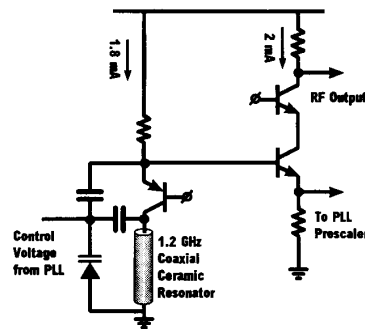 1.8 mA
2 mA
RF Output
To PLL
Prescaler
Control
Voltage
from PLL
1.2 GHz
Coaxial
Ceramic
Resonator